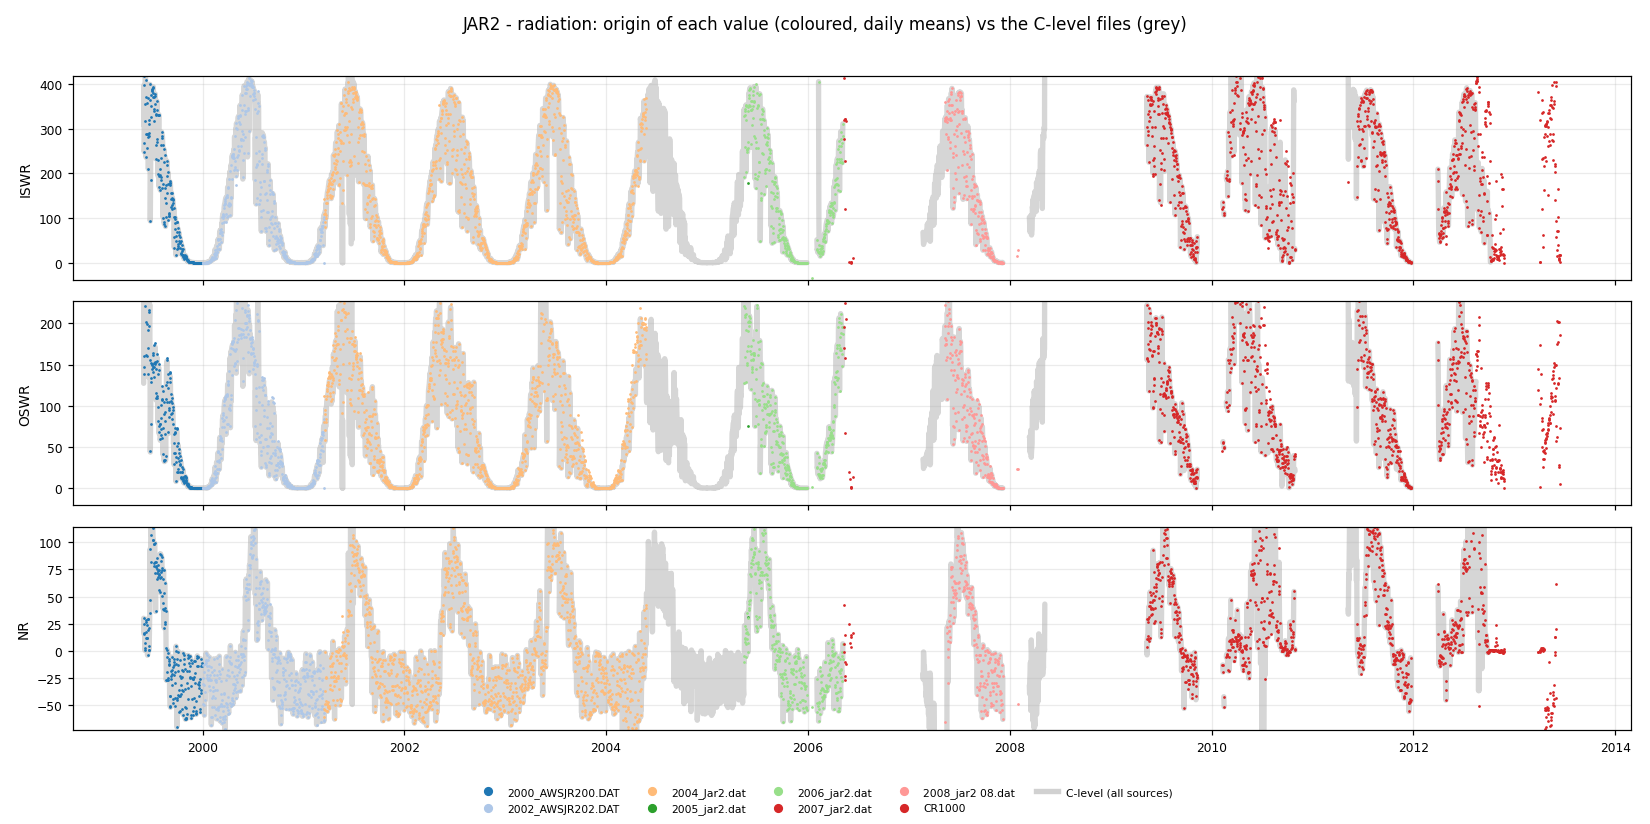 JAR2 - radiation: origin of each value (coloured, daily means) vs the C-level files (grey)
ISWR
400
300
200
100
0
OSWR
200
150
100
50
0
NR
100
75
50
25
0
−25
−50
2000
2002
2004
2006
2008
2010
2012
2014
2000_AWSJR200.DAT
2002_AWSJR202.DAT
2004_Jar2.dat
2005_jar2.dat
2006_jar2.dat
2007_jar2.dat
2008_jar2 08.dat
CR1000
C-level (all sources)